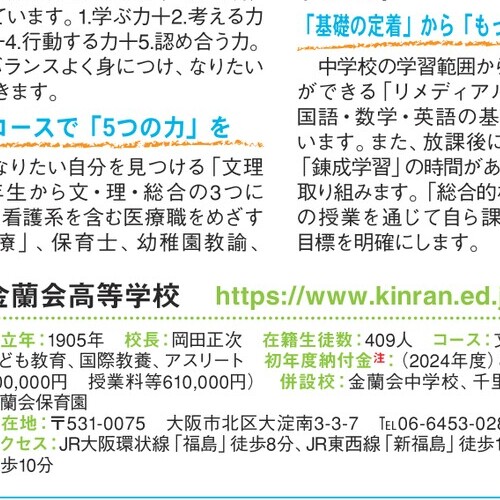 ています。1.学ぶ力＋2.考える力
＋4.行動する力＋5.認め合う力。
バランスよく身につけ、なりたい
きます。
コースで「5つの力」を
なりたい自分を見つける「文理
年生から文・理・総合の3つに
看護系を含む医療職をめざす
療」、保育士、幼稚園教諭、
「基礎の定着」から「もっ
中学校の学習範囲から
ができる「リメディアル
国語・数学・英語の基
います。また、放課後に
「錬成学習」の時間があ
取り組みます。「総合的
の授業を通じて自ら課
目標を明確にします。
金蘭会高等学校 https://www.kinran.ed.j
立年：1905年 校長：岡田正次 在籍生徒数：409人 コース：文
ども教育、国際教養、アスリート 初年度納付金注：（2024年度）
00,000円 授業料等610,000円） 併設校：金蘭会中学校、千里
蘭会保育園
在地：〒531-0075 大阪市北区大淀南3-3-7 TEL06-6453-028
クセス：JR大阪環状線「福島」徒歩8分、JR東西線「新福島」徒歩1
歩10分